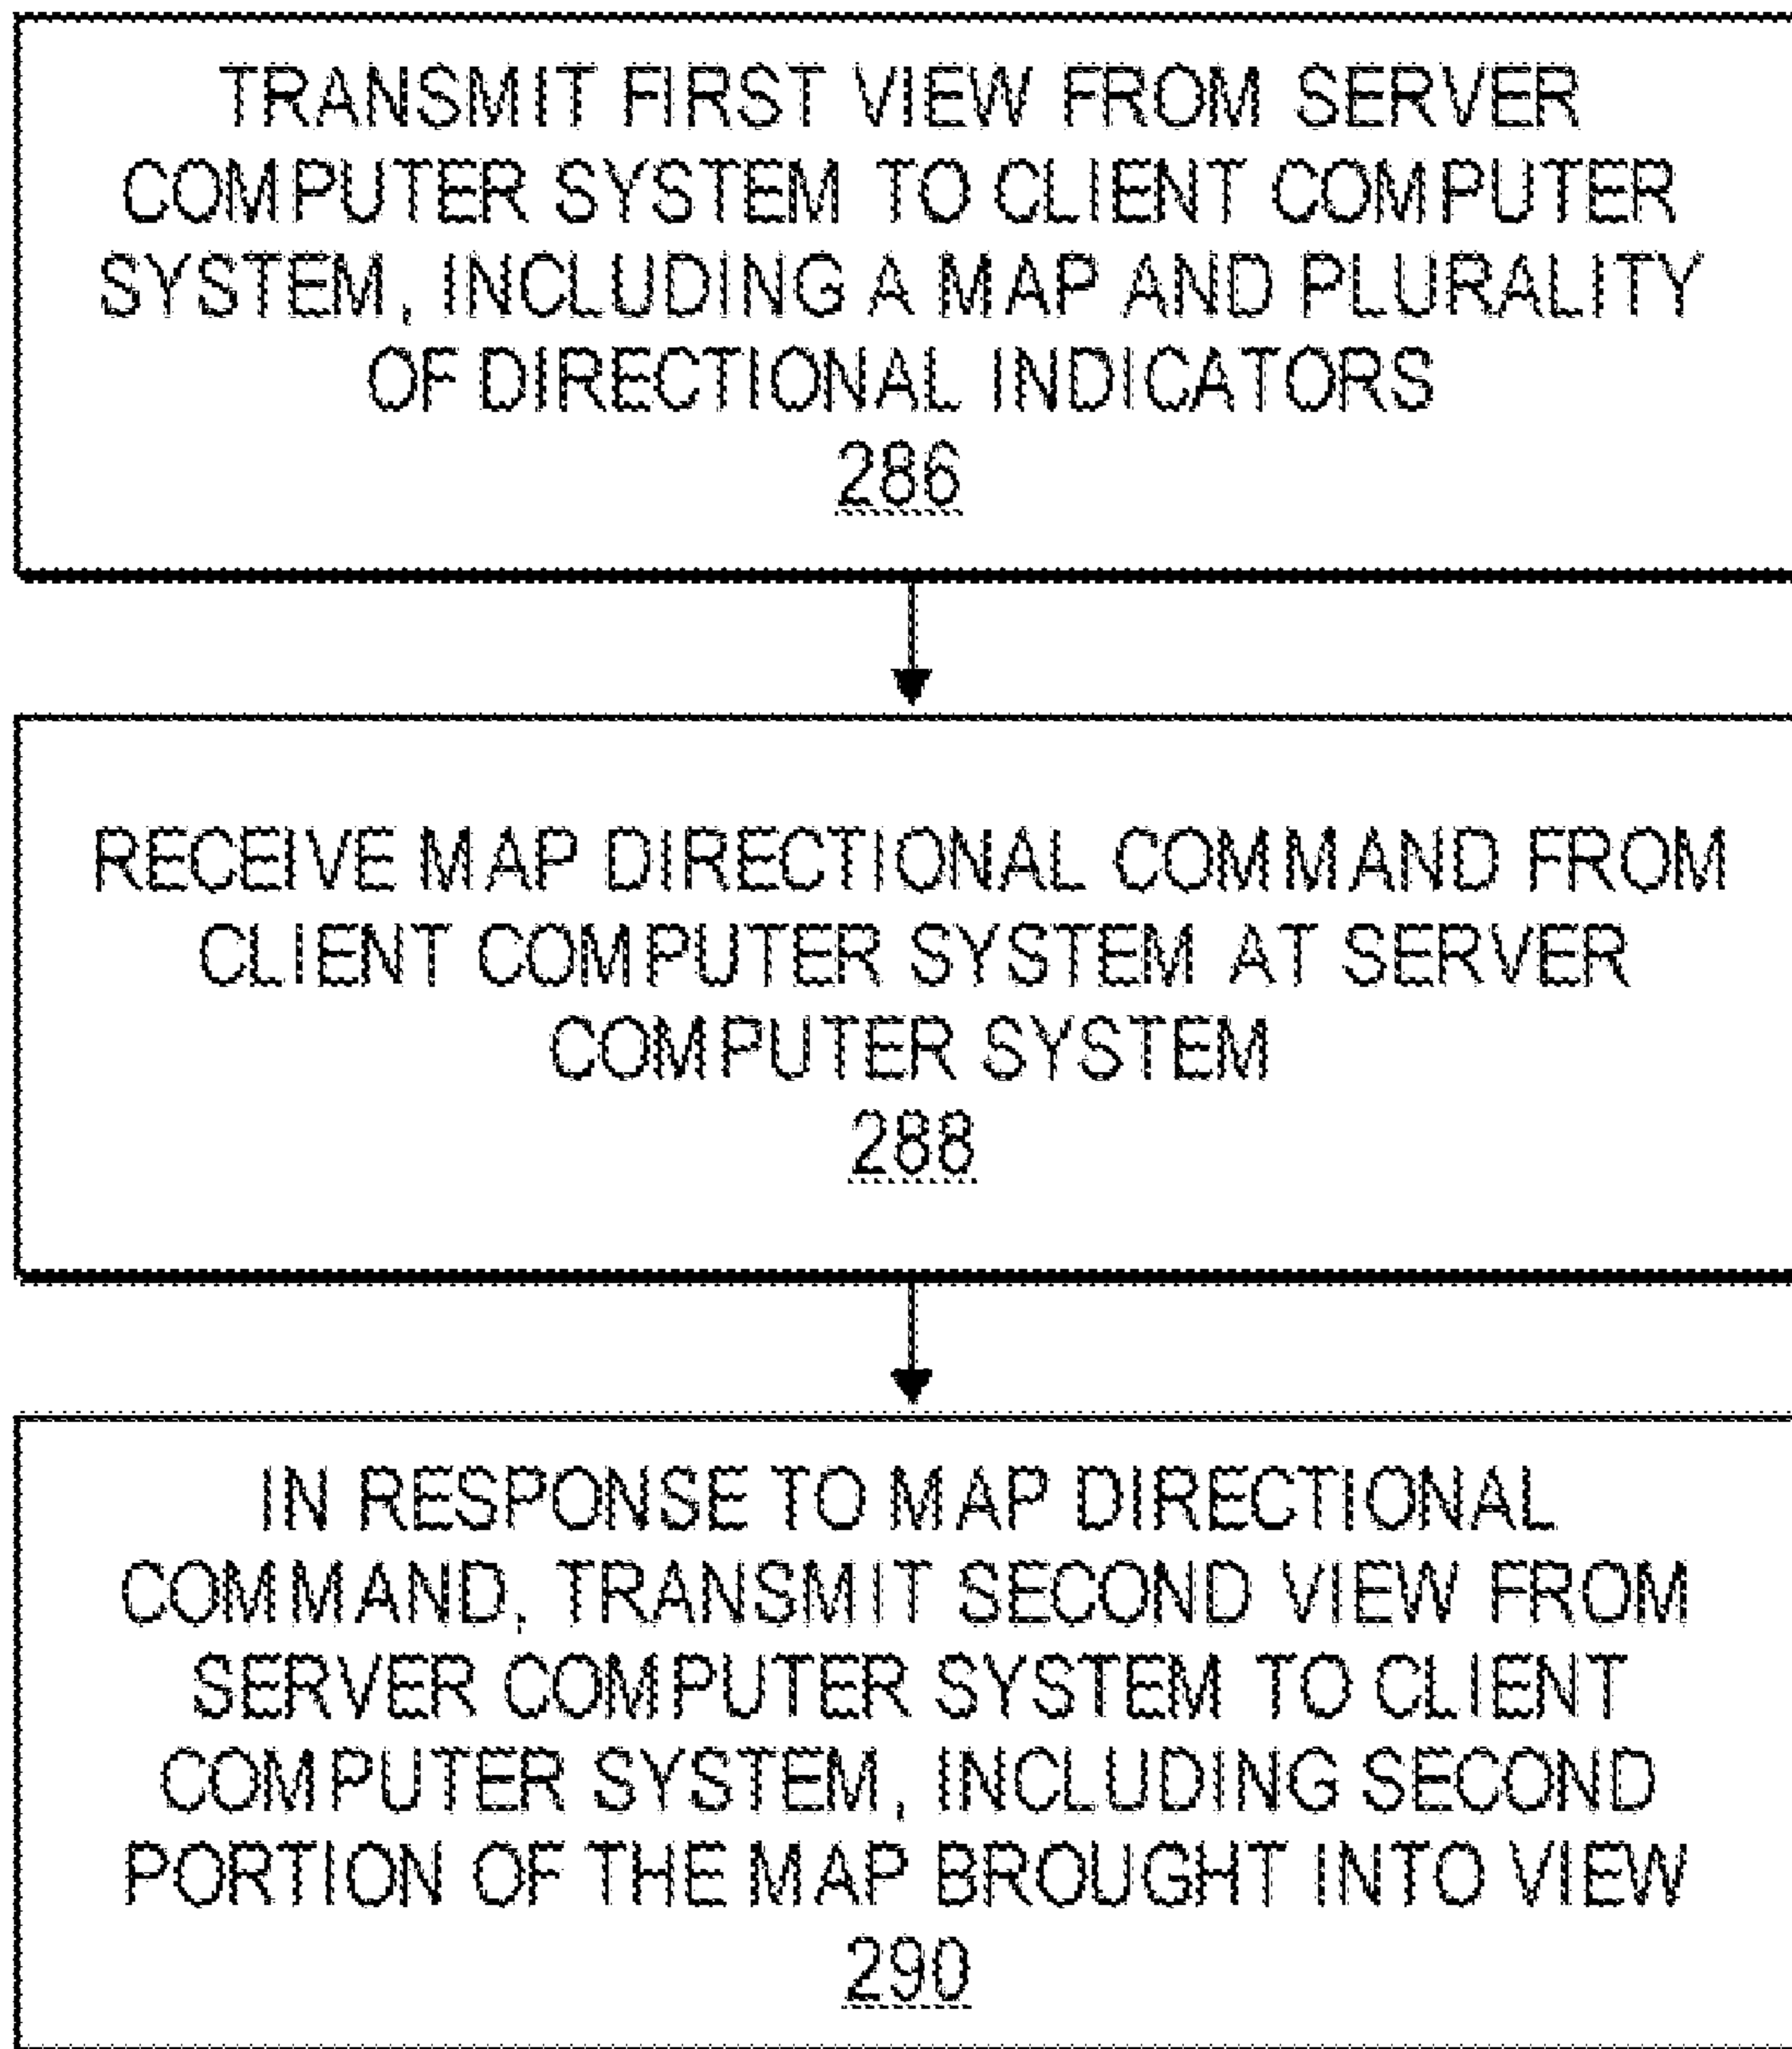 TRANSMIT FIRST VIEW FROM SERVER
COMPUTER SYSTEM TO CLIENT COMPUTER
SYSTEM, INCLUDING A MAP AND PLURALITY
OF DIRECTIONAL INDICATORS
286
RECEIVE MAP DIRECTIONAL COMMAND FROM
CLIENT COMPUTER SYSTEM AT SERVER
COMPUTER SYSTEM
288
IN RESPONSE TO MAP DIRECTIONAL
COMMAND, TRANSMIT SECOND VIEW FROM
SERVER COMPUTER SYSTEM TO CLIENT
COMPUTER SYSTEM, INCLUDING SECOND
PORTION OF THE MAP BROUGHT INTO VIEW
290